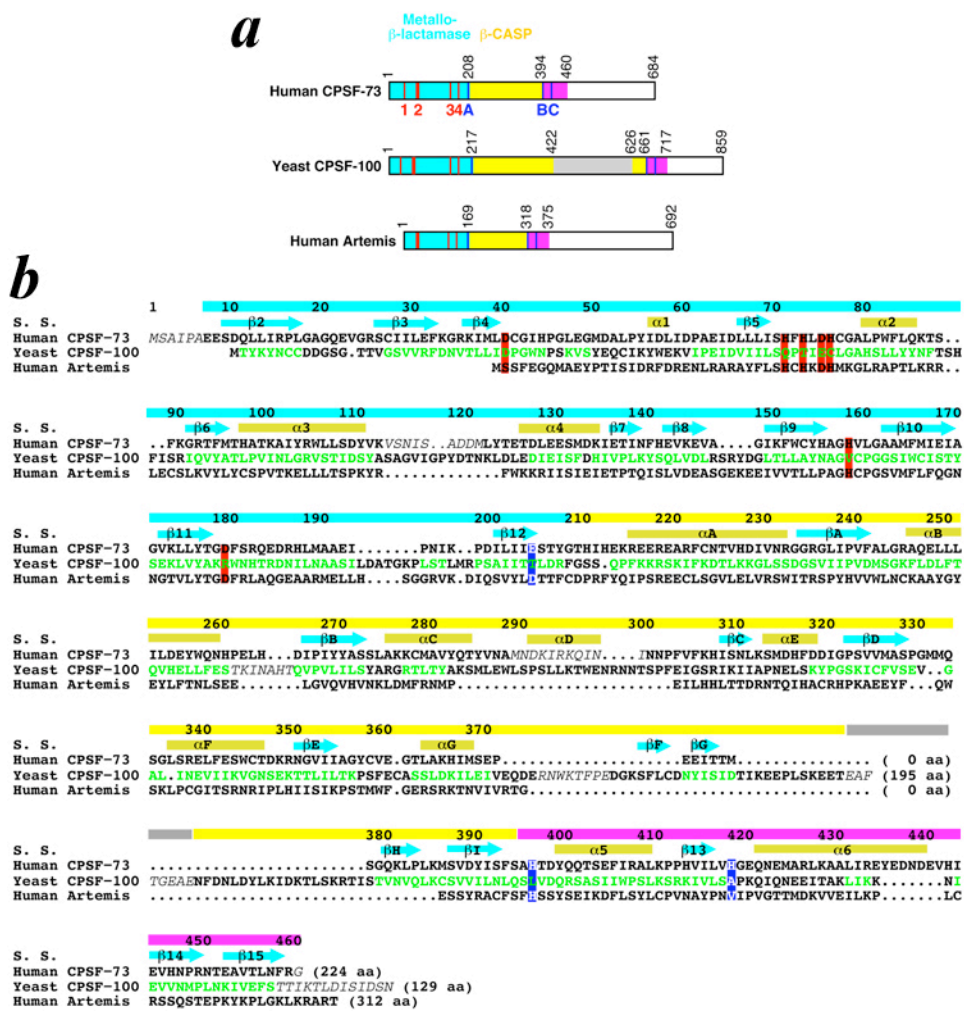 a
Metallo-
β-lactamase β-CASP
1 208 394 460 684
Human CPSF-73
1 2 34 A BC
1 217 422 626 661 717 859
Yeast CPSF-100
1 169 318 375 692
Human Artemis
b
1 10 20 30 40 50 60 70 80
S. S. β2 β3 β4 α1 β5 α2
Human CPSF-73 MSAIPAEESDQLLIRPLGAGQEVGRSCIILEFKGRKIMLDCGIHPGLEGMDALPYIDLIDPAEIDLLLISHFHLDHCGALPWFLQKTS..
Yeast CPSF-100 MTYKYNCCDDGSG.TTVGSVVRFDNVTLLIDPGWNPSKVSYEQCIKYWEKVIPEIDVIILSQPTIECLGAHSLLYYNFTSH
Human Artemis MSSFEGQMAEYPTISIDRFDRENLRARAYFLSHCHKDHMKGLRAPTLKRR..
90 100 110 120 130 140 150 160 170
S. S. β6 α3 α4 β7 β8 β9 β10
Human CPSF-73 ..FKGRTFMTHATKAIYRWLLSDYVKVSNIS..ADDMLYTETDLEESMDKIETINFHEVKEVA...GIKFWCYHAGHVLGAAMFMIEIA
Yeast CPSF-100 FISRIQVYATLPVINLGRVSTIDSYASAGVIGPYDTNKLDLEDIEISFDHIVPLKYSQLVDLRSRYDGLTLLAYNAGVCPGGSIWCISTY
Human Artemis LECSLKVYLYCSPVTKELLLTSPKYR...............FWKKRIISIEIETPTQISLVDEASGEKEEIVVTLLPAGHCPGSVMFLFQGN
180 190 200 210 220 230 240 250
S. S. β11 β12 αA βA αB
Human CPSF-73 GVKLLYTGDFSRQEDRHLMAAEI.......PNIK.PDILIIESTYGTHIHEKREEREARFCNTVHDIVNRGGRGLIPVFALGRAQELLL
Yeast CPSF-100 SEKLVYAKRWNHTRDNILNAASILDATGKPLSTLMRPSAIITTLDRFGSS.QPFKKRSKIFKDTLKKGLSSDGSVIIPVDMSGKFLDLFT
Human Artemis NGTVLYTGDFRLAQGEAARMELLH....SGGRVK.DIQSVYLDTTFCDPRFYQIPSREECLSGVLELVRSWITRSPYHVVWLNCKAAYGY
260 270 280 290 300 310 320 330
S. S. βB αC αD βC αE βD
Human CPSF-73 ILDEYWQNHPELH....DIPIYYASSLAKKCMAVYQTYVNAMNDKIRKQIN....INNPFVFKHISNLKSMDHFDDIGPSVVMASPGMMQ
Yeast CPSF-100 QVHELLFESTKINAHTQVPVLILSYARGRTLTYAKSMLEWLSPSLLKTWENRNNTSPFEIGSRIKIIAPNELSKYPGSKICFVSEV..G
Human Artemis EYLFTNLSEE.......LGVQVHVNKLDMFRNMP.......................EILHHLTTDRNTQIHACRHPKAEEYF..QW
340 350 360 370
S. S. αF βE αG βF βG
Human CPSF-73 SGLSRELFESWCTDKRNGVIIAGYCVE.GTLAKHIMSEP..................EEITTM.............( 0 aa)
Yeast CPSF-100 AL.INEVIIKVGNSEKTTLILTKPSFECASSLDKILEIVEQDERNWKTFPEDGKSFLCDNYISIDTIKEEPLSKEETEAF (195 aa)
Human Artemis SKLPCGITSRNRIPLHIISIKPSTMWF.GERSRKTNVIVRTG....................................( 0 aa)
380 390 400 410 420 430 440
S. S. βH βI α5 β13 α6
Human CPSF-73 ..........................SGQKLPLKMSVDYISFSAHTDYQQTSEFIRALKPPHVILVHGEQNEMARLKAALIREYEDNDEVHI
Yeast CPSF-100 TGEAENFDNLDYLKIDKTLSKRTISTVNVQLKCSVVILNLQSLVDQRSASIIWPSLKSRKIVLSAPKQIQNEEITAKLIKK.......NI
Human Artemis ..................................ESSYRACFSFHSSYSEIKDFLSYLCPVNAYPNVIPVGTTMDKVVEILKP.......LC
450 460
S. S. β14 β15
Human CPSF-73 EVHNPRNTEAVTLNFRG (224 aa)
Yeast CPSF-100 EVVNMPLNKIVEFSTTIKTLDISIDSN (129 aa)
Human Artemis RSSQSTEPKYKPLGKLKRART (312 aa)